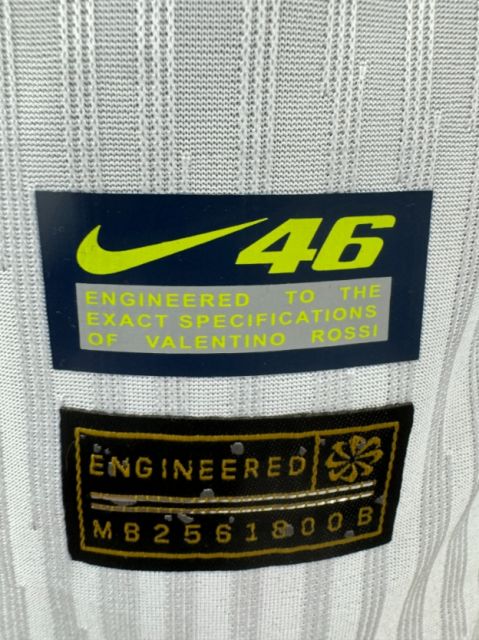 46
ENGINEERED TO THE
EXACT SPECIFICATIONS
OF VALENTINO ROSSI
ENGINEERED
MB2561800B